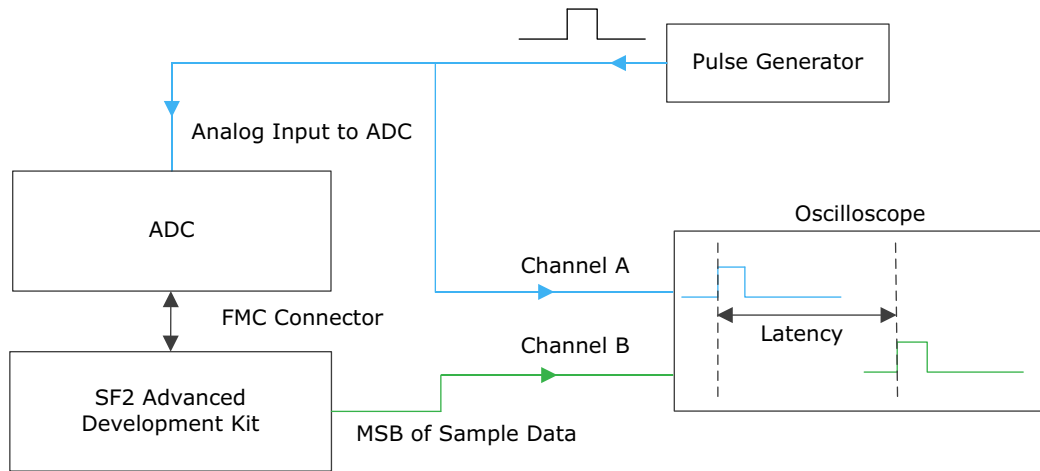 Pulse Generator
Analog Input to ADC
ADC
Oscilloscope
Channel A
FMC Connector
Latency
Channel B
SF2 Advanced
Development Kit
MSB of Sample Data